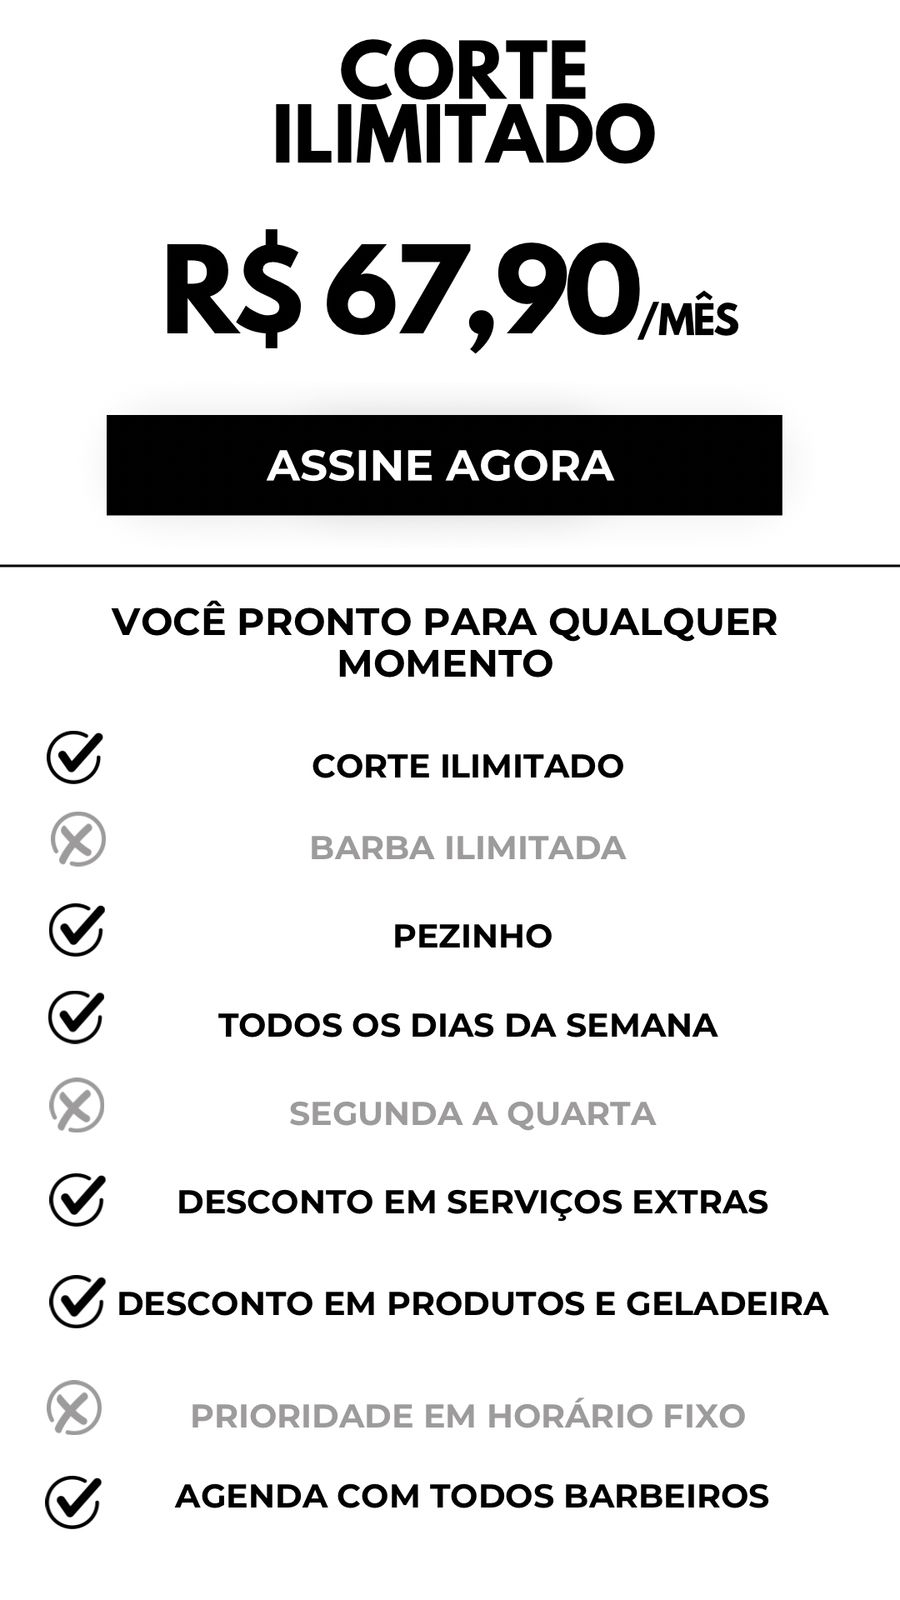 CORTE
ILIMITADO
R$ 67,90/MÊS
ASSINE AGORA
VOCÊ PRONTO PARA QUALQUER
MOMENTO
CORTE ILIMITADO
BARBA ILIMITADA
PEZINHO
TODOS OS DIAS DA SEMANA
SEGUNDA A QUARTA
DESCONTO EM SERVIÇOS EXTRAS
DESCONTO EM PRODUTOS E GELADEIRA
PRIORIDADE EM HORÁRIO FIXO
AGENDA COM TODOS BARBEIROS